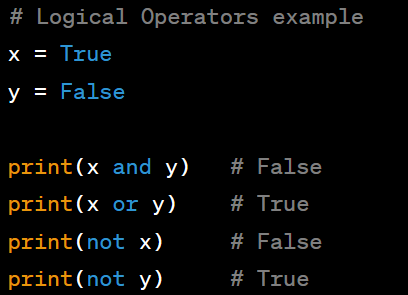 # Logical Operators example
x = True
y = False
print(x and y)   # False
print(x or y)    # True
print(not x)     # False
print(not y)     # True